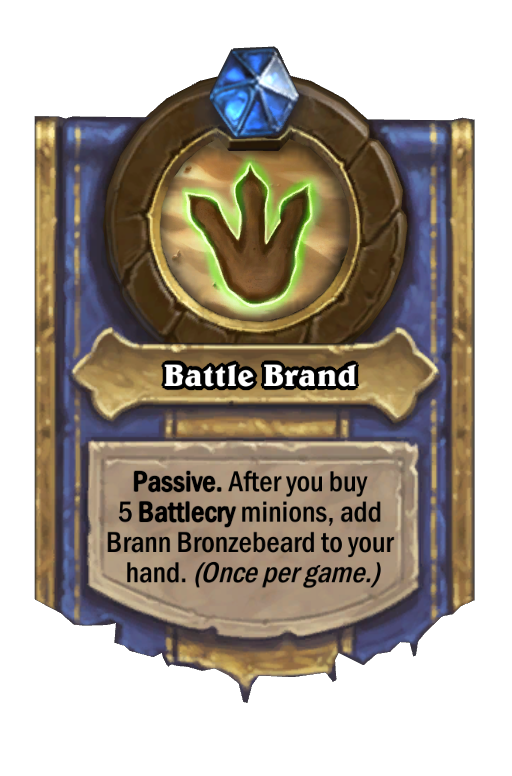 Battle Brand
Passive. After you buy
5 Battlecry minions, add
Brann Bronzebeard to your
hand. (Once per game.)